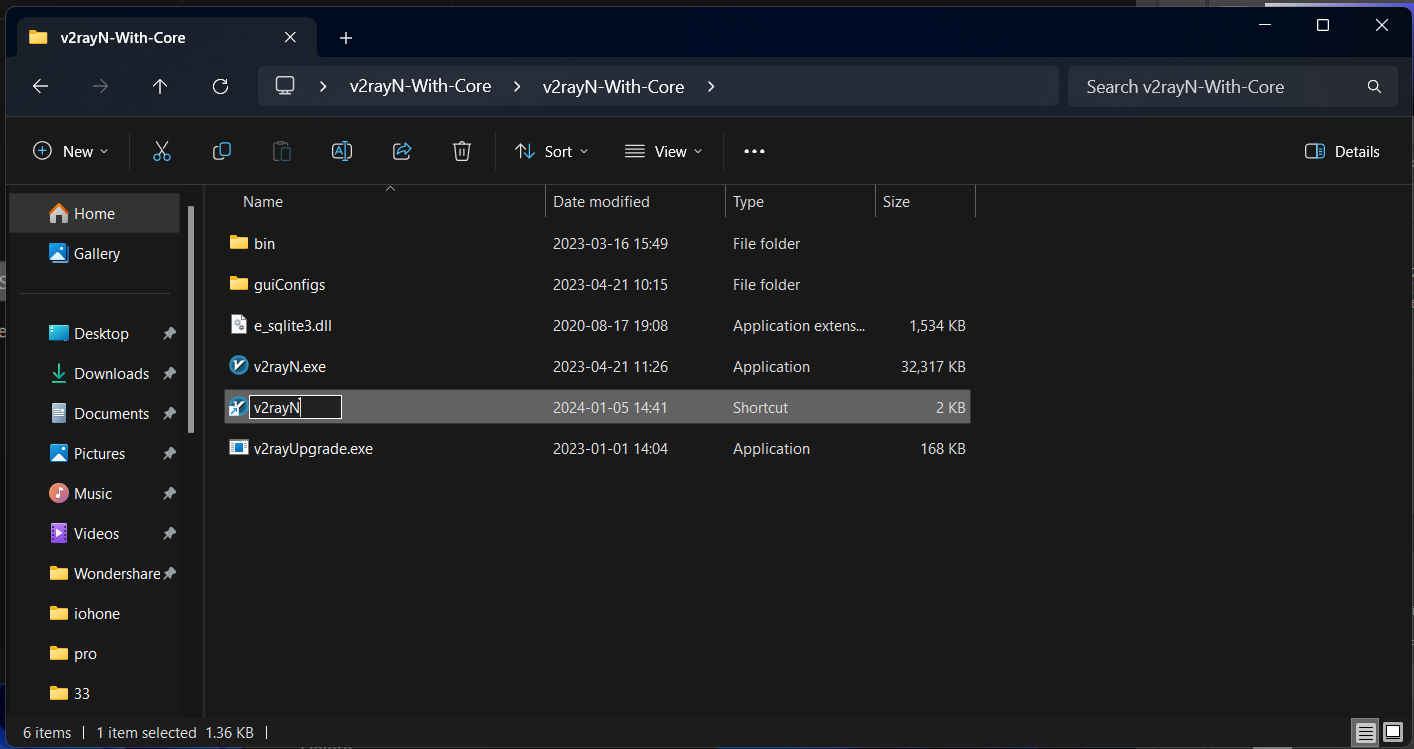 v2rayN-With-Core
v2rayN-With-Core > v2rayN-With-Core >
Search v2rayN-With-Core
New
Sort
View
Details
Name Date modified Type Size
Home
Gallery
Desktop
Downloads
Documents
Pictures
Music
Videos
Wondershare
iohone
pro
33
bin 2023-03-16 15:49 File folder
guiConfigs 2023-04-21 10:15 File folder
e_sqlite3.dll 2020-08-17 19:08 Application extens... 1,534 KB
v2rayN.exe 2023-04-21 11:26 Application 32,317 KB
v2rayN 2024-01-05 14:41 Shortcut 2 KB
v2rayUpgrade.exe 2023-01-01 14:04 Application 168 KB
6 items | 1 item selected 1.36 KB |